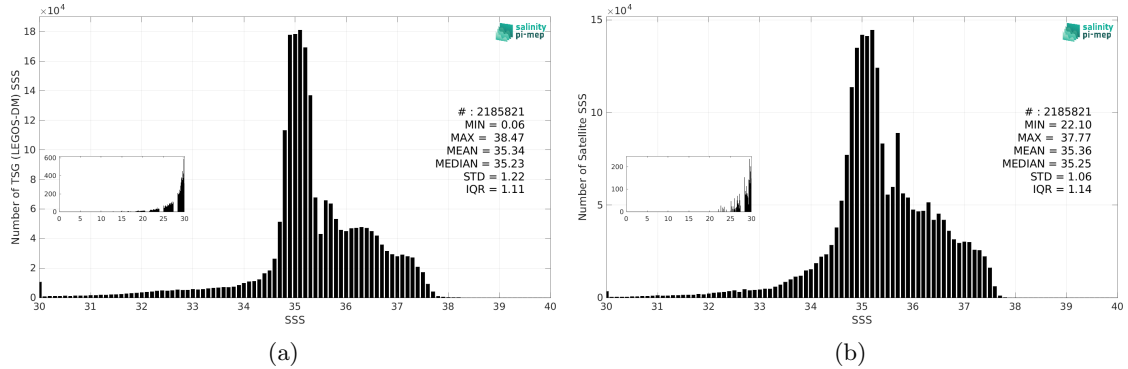 ×10⁴
18
16
14
12
10
8
6
4
2
0
Number of TSG (LEGOS-DM) SSS
salinity
pi-mep
# : 2185821
MIN = 0.06
MAX = 38.47
MEAN = 35.34
MEDIAN = 35.23
STD = 1.22
IQR = 1.11
600
400
200
0
0 5 10 15 20 25 30
30 31 32 33 34 35 36 37 38 39 40
SSS
(a)
×10⁴
15
10
5
0
Number of Satellite SSS
salinity
pi-mep
# : 2185821
MIN = 22.10
MAX = 37.77
MEAN = 35.36
MEDIAN = 35.25
STD = 1.06
IQR = 1.14
200
100
0
0 5 10 15 20 25 30
30 31 32 33 34 35 36 37 38 39 40
SSS
(b)